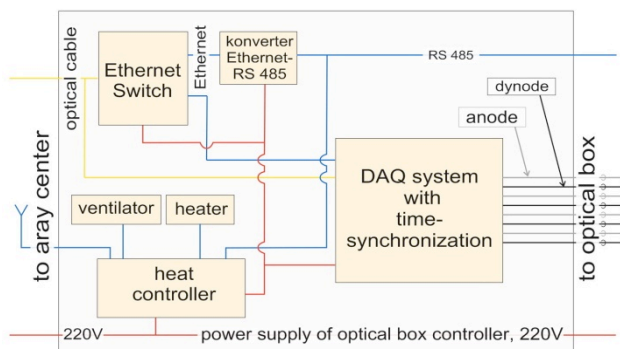 optical cable
Ethernet
Switch
Ethernet
konverter
Ethernet-
RS 485
RS 485
dynode
anode
to aray center
DAQ system
with
time-
synchronization
to optical box
ventilator
heater
heat
controller
220V
power supply of optical box controller, 220V